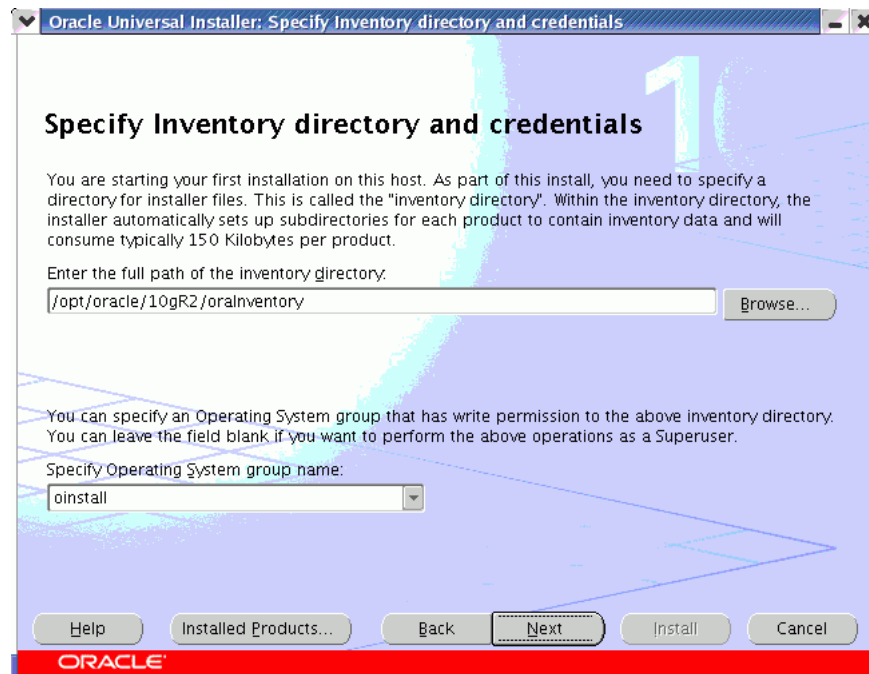 Oracle Universal Installer: Specify Inventory directory and credentials
10
Specify Inventory directory and credentials
You are starting your first installation on this host. As part of this install, you need to specify a
directory for installer files. This is called the "inventory directory". Within the inventory directory, the
installer automatically sets up subdirectories for each product to contain inventory data and will
consume typically 150 Kilobytes per product.
Enter the full path of the inventory directory:
/opt/oracle/10gR2/oraInventory
Browse...
You can specify an Operating System group that has write permission to the above inventory directory.
You can leave the field blank if you want to perform the above operations as a Superuser.
Specify Operating System group name:
oinstall
Help Installed Products... Back Next Install Cancel
ORACLE